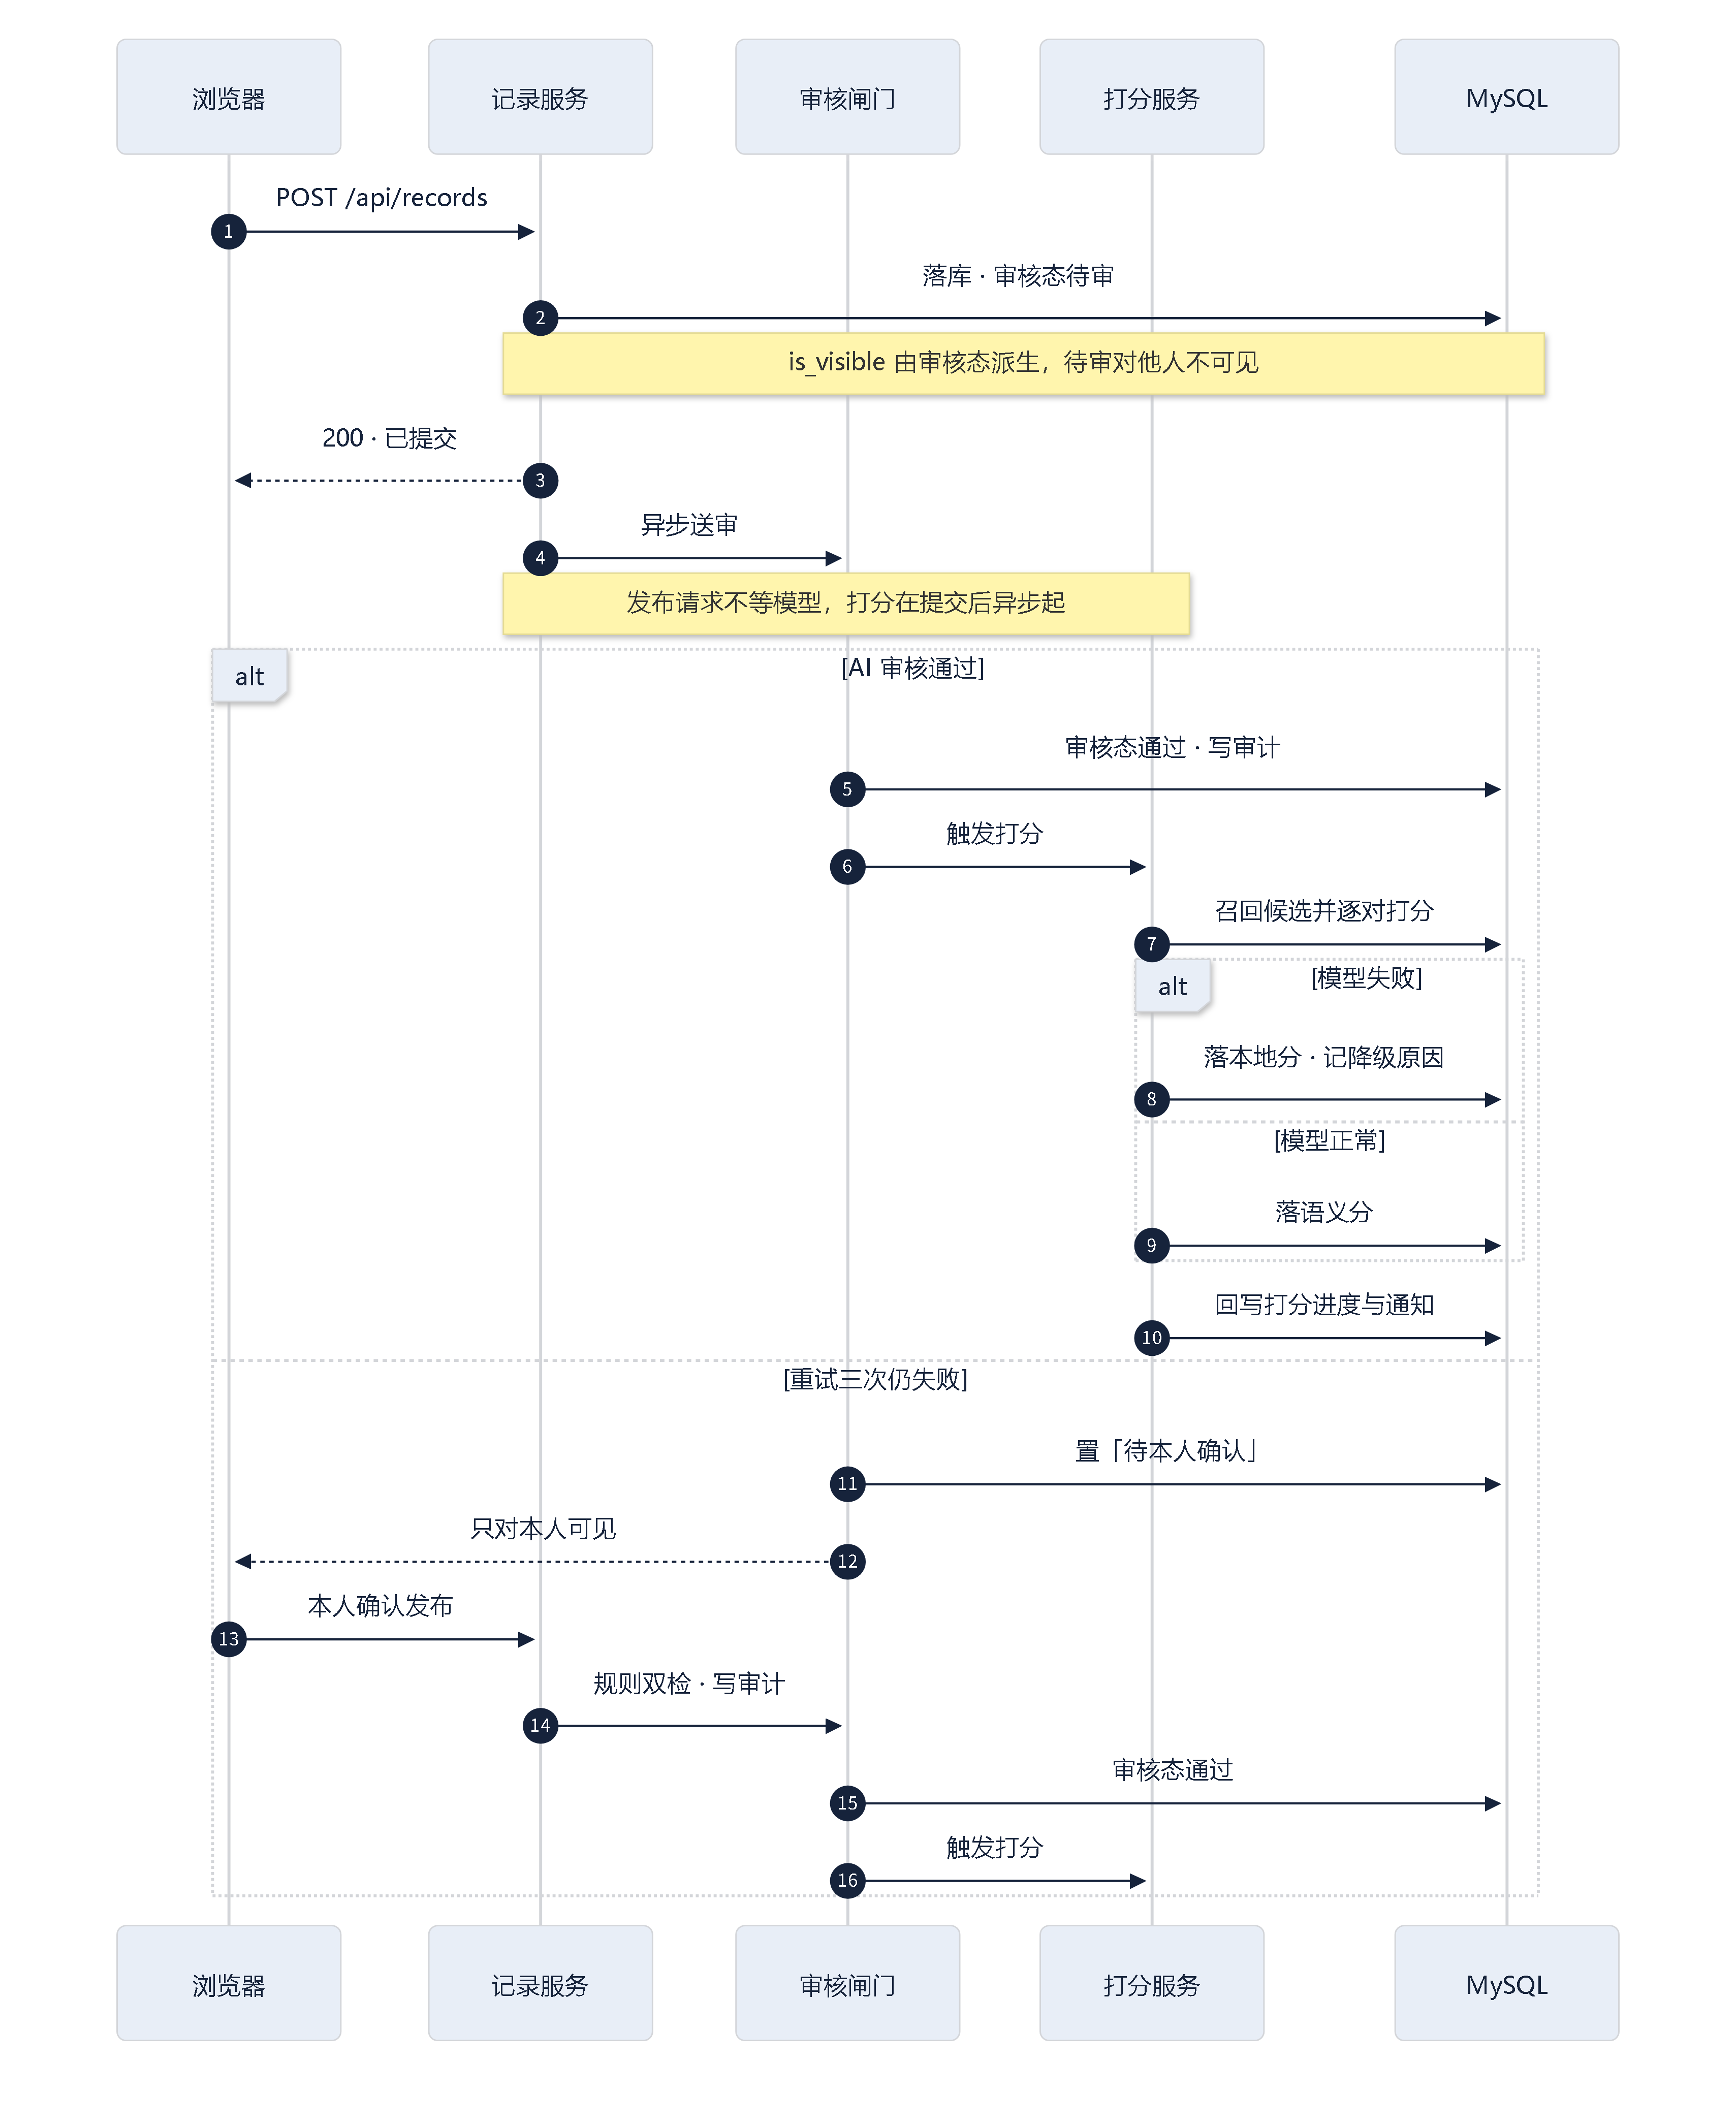 浏览器
记录服务
审核闸门
打分服务
MySQL
POST /api/records
1
落库 · 审核态待审
2
is_visible 由审核态派生，待审对他人不可见
200 · 已提交
3
异步送审
4
发布请求不等模型，打分在提交后异步起
alt
[AI 审核通过]
审核态通过 · 写审计
5
触发打分
6
召回候选并逐对打分
7
alt
[模型失败]
落本地分 · 记降级原因
8
[模型正常]
落语义分
9
回写打分进度与通知
10
[重试三次仍失败]
置「待本人确认」
11
只对本人可见
12
本人确认发布
13
规则双检 · 写审计
14
审核态通过
15
触发打分
16
浏览器
记录服务
审核闸门
打分服务
MySQL